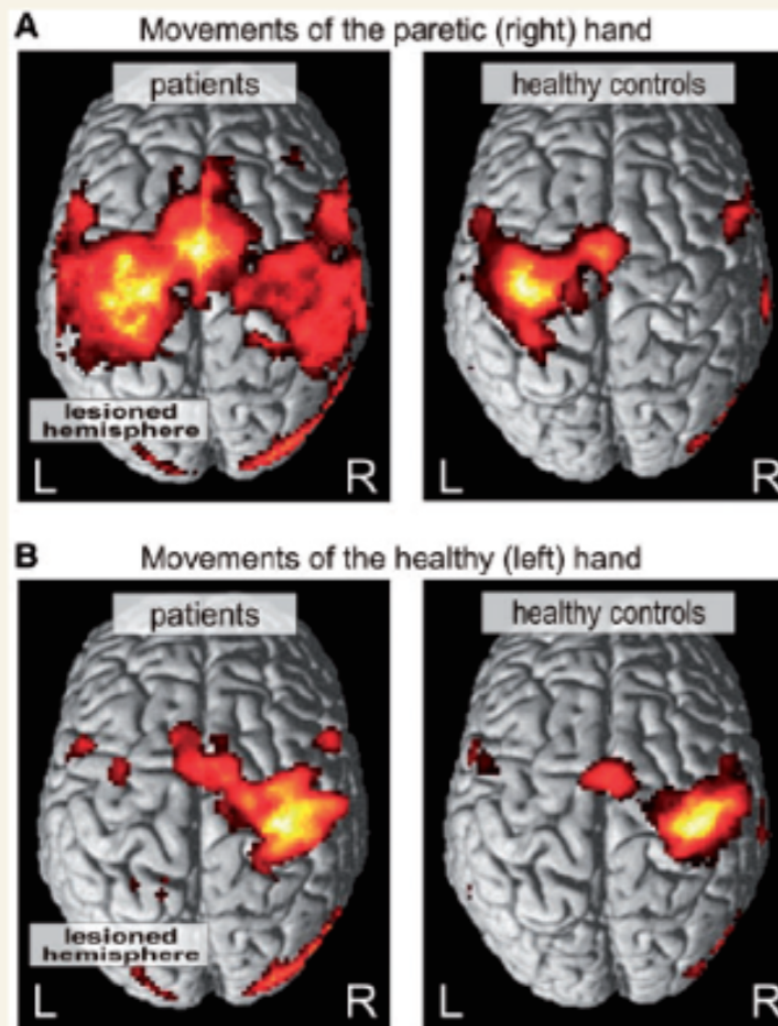 A Movements of the paretic (right) hand
patients
healthy controls
lesioned
hemisphere
L R
L R
B Movements of the healthy (left) hand
patients
healthy controls
lesioned
hemisphere
L R
L R